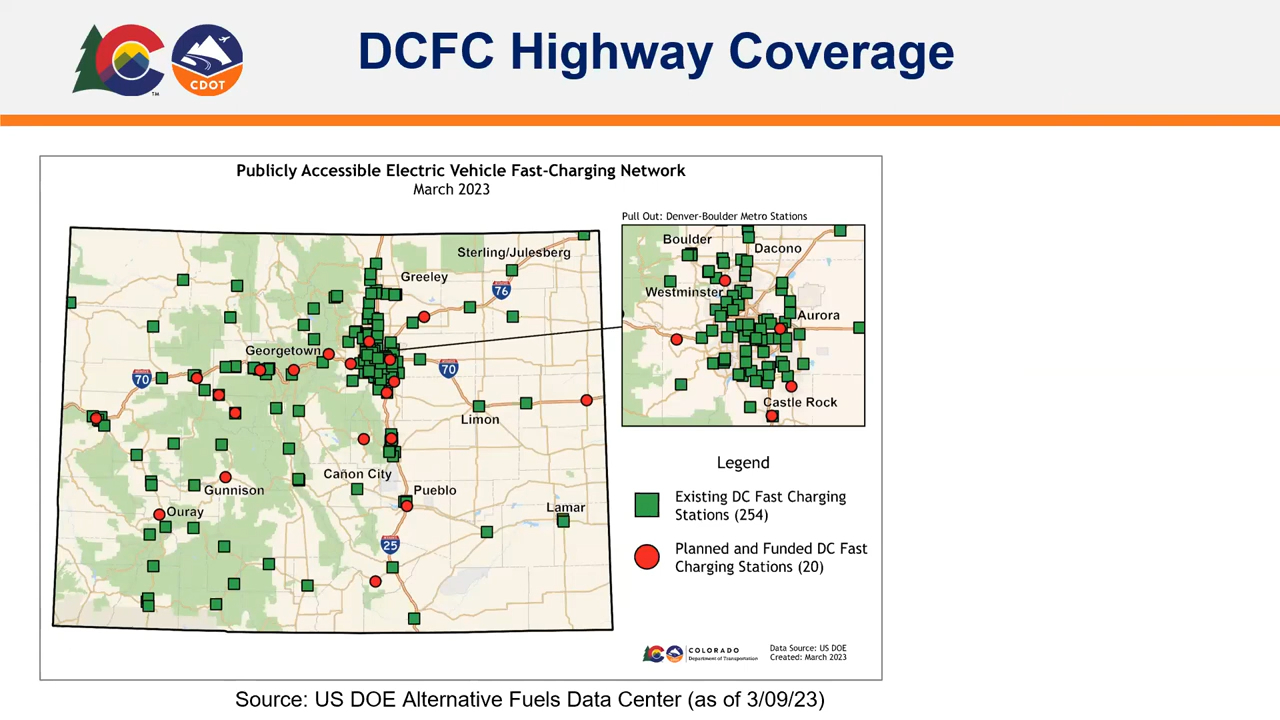 DCFC Highway Coverage
TM
CDOT
Publicly Accessible Electric Vehicle Fast-Charging Network
March 2023
Pull Out: Denver-Boulder Metro Stations
Boulder
Dacono
Westminster
Aurora
Castle Rock
Sterling/Julesberg
Greeley
76
Georgetown
70
70
Limon
Cañon City
Gunnison
Pueblo
Ouray
Lamar
25
Legend
Existing DC Fast Charging
Stations (254)
Planned and Funded DC Fast
Charging Stations (20)
COLORADO
Department of Transportation
Data Source: US DOE
Created: March 2023
Source: US DOE Alternative Fuels Data Center (as of 3/09/23)